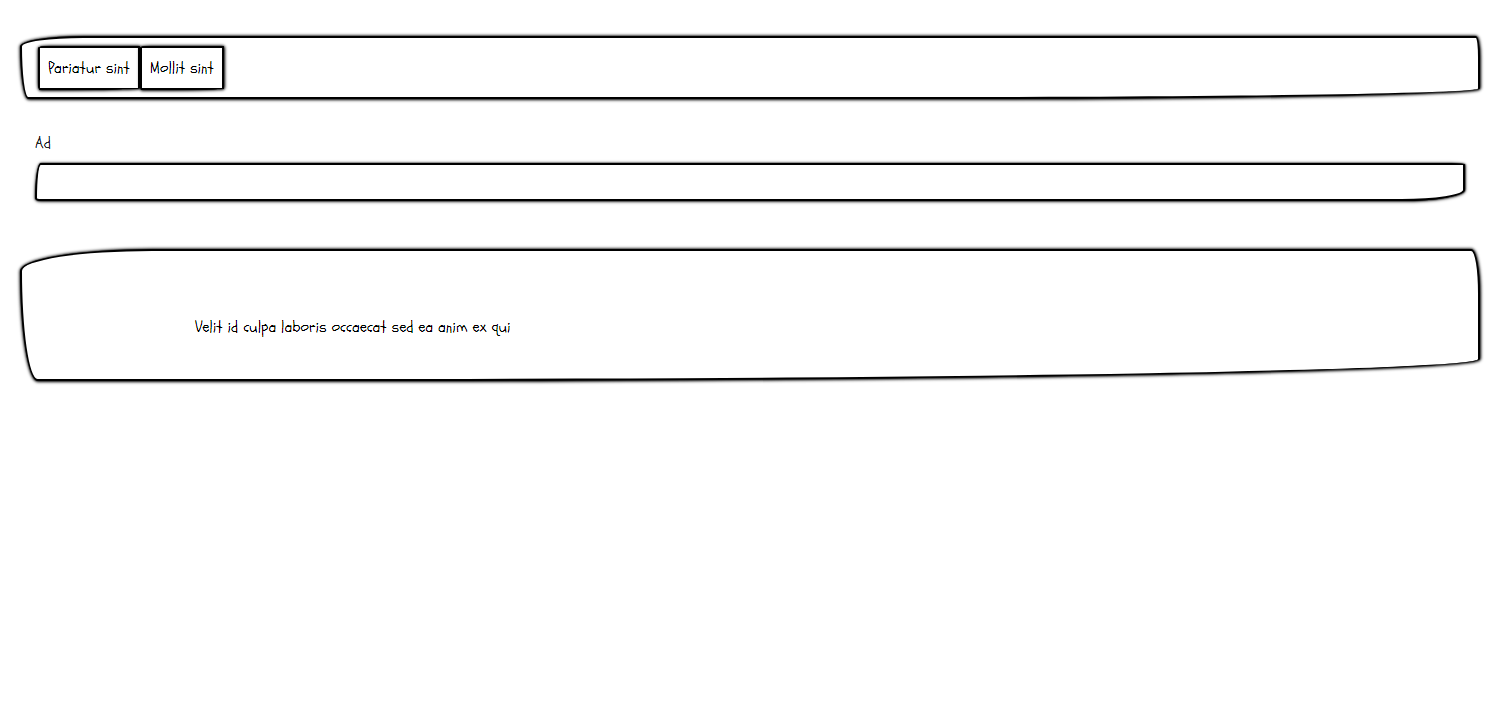 Pariatur sint Mollit sint
Ad
Velit id culpa laboris occaecat sed ea anim ex qui